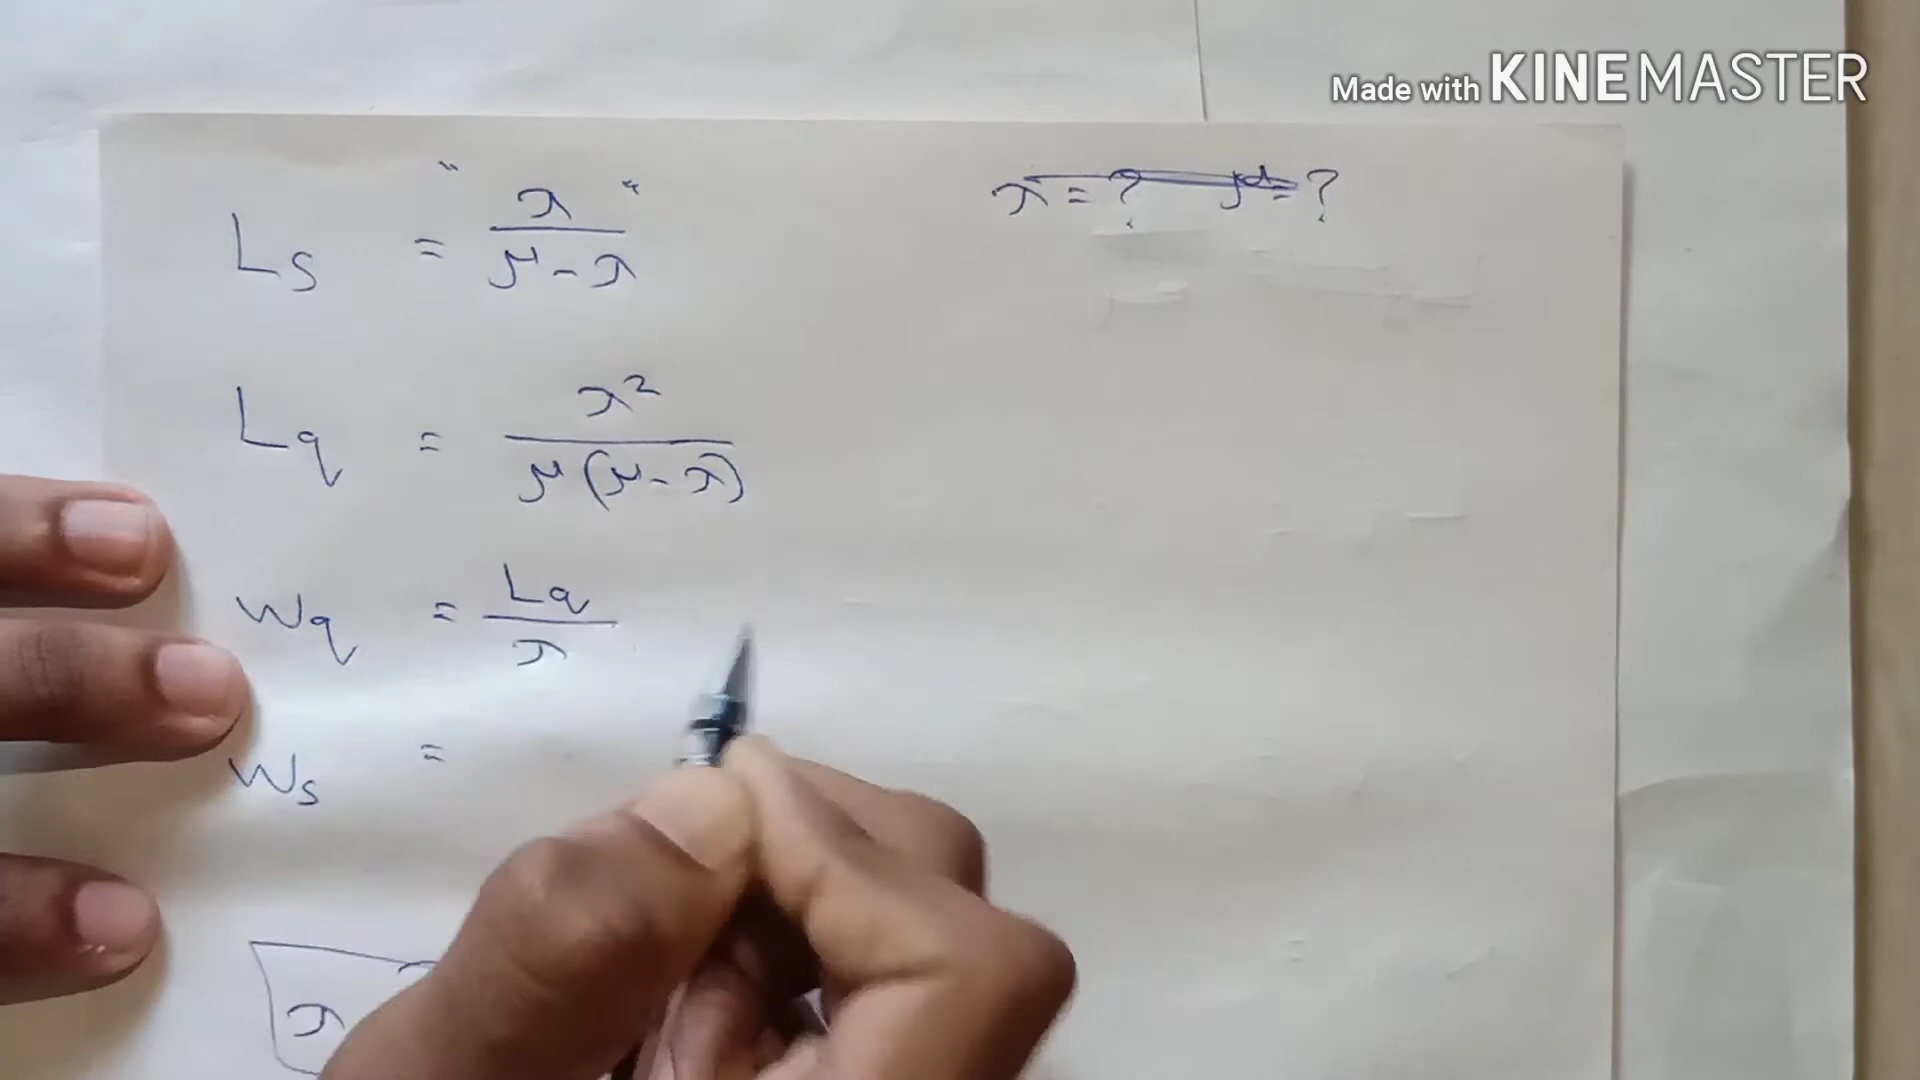 Made with KINEMASTER
λ = ? μ = ?
Ls = "λ" / μ - λ
Lq = λ² / μ (μ - λ)
Wq = Lq / λ
Ws =
λ